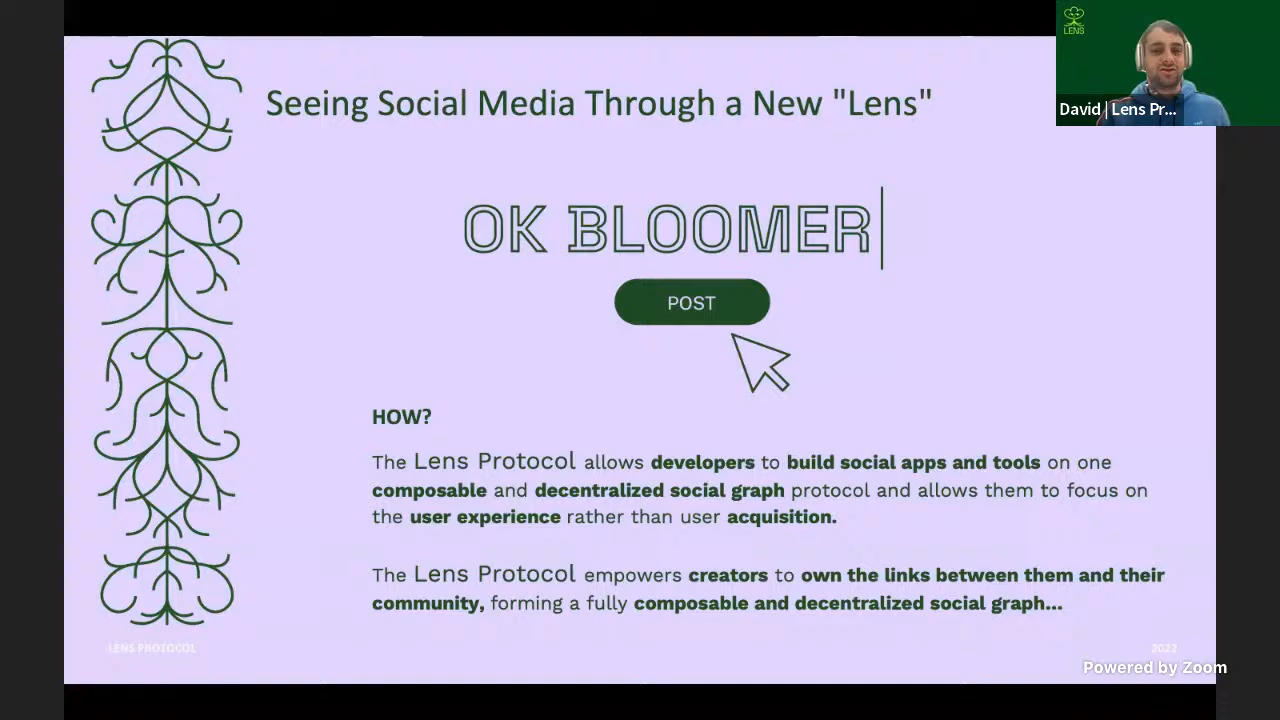 LENS
David | Lens Pr...
Seeing Social Media Through a New "Lens"
OK BLOOMER
POST
HOW?
The Lens Protocol allows developers to build social apps and tools on one
composable and decentralized social graph protocol and allows them to focus on
the user experience rather than user acquisition.
The Lens Protocol empowers creators to own the links between them and their
community, forming a fully composable and decentralized social graph...
LENS PROTOCOL
2022
Powered by Zoom